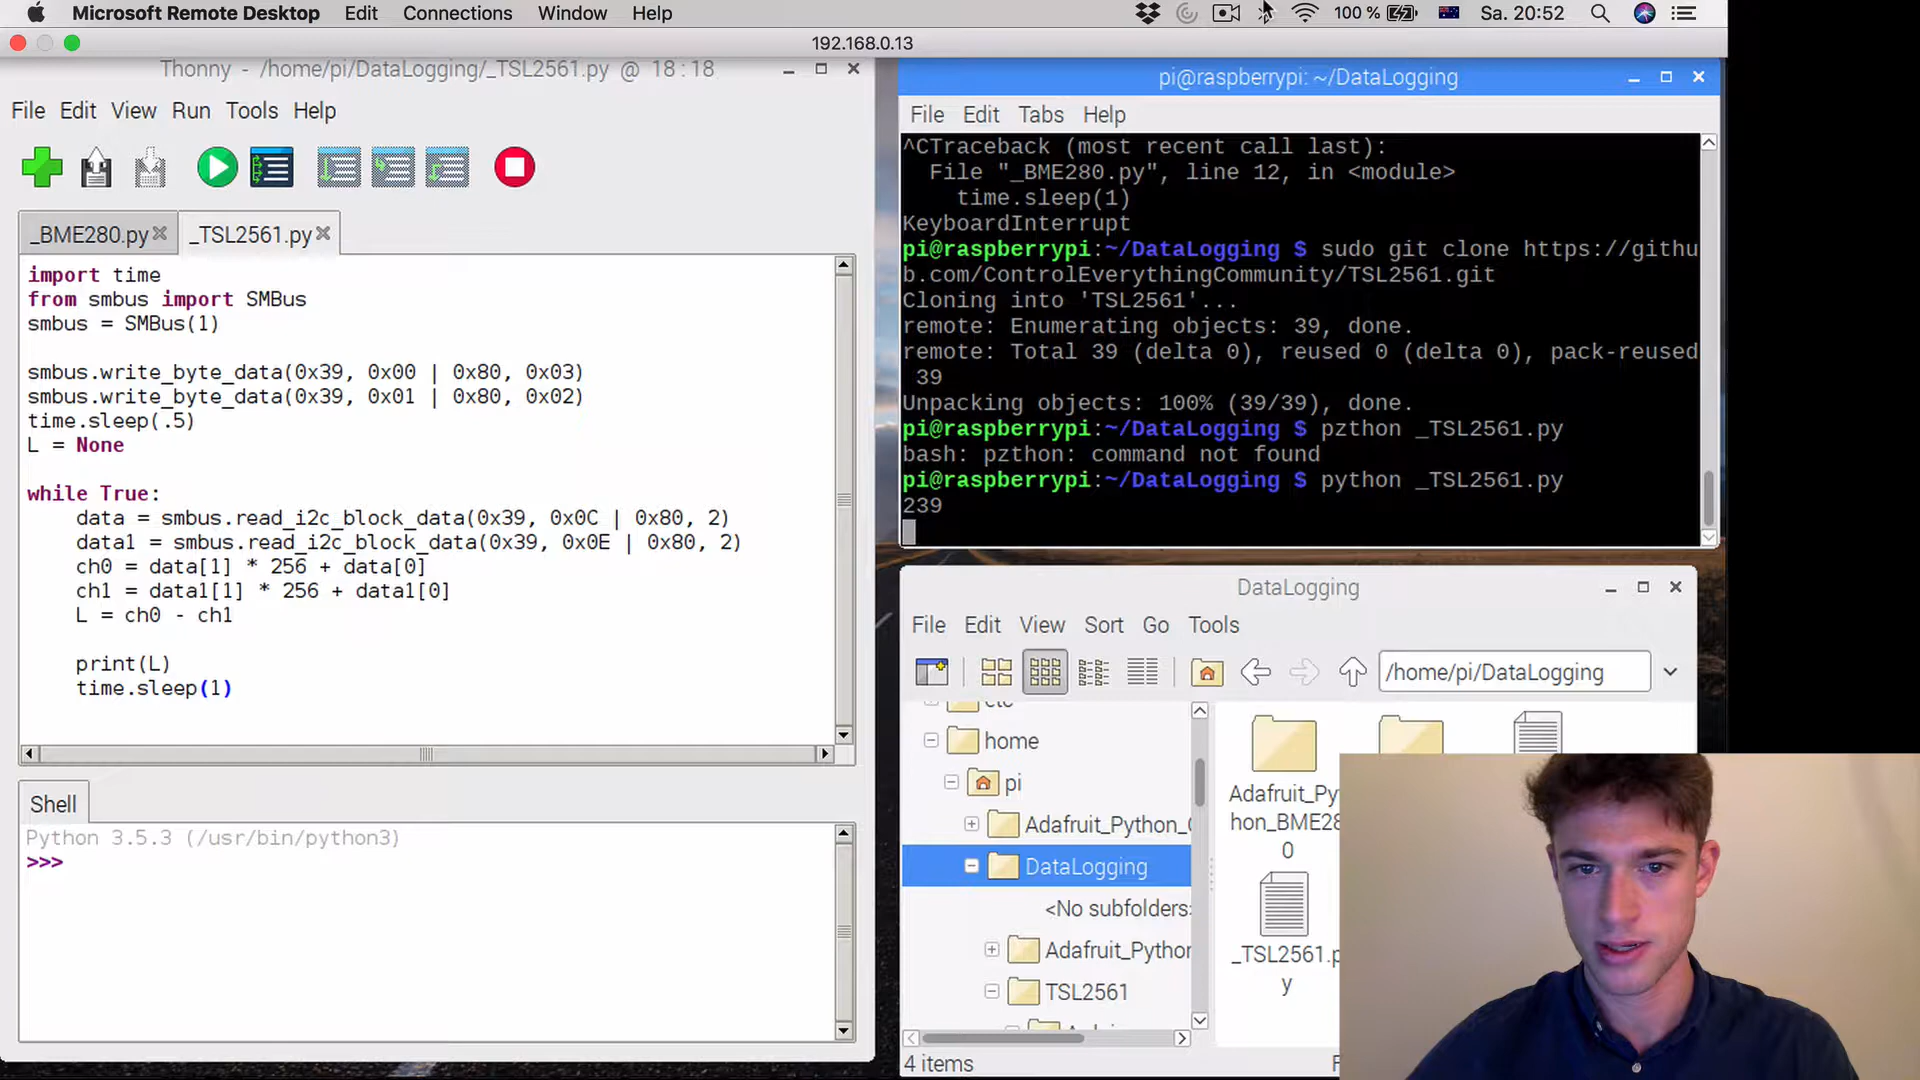 Microsoft Remote Desktop Edit Connections Window Help 100 % Sa. 20:52
192.168.0.13
Thonny - /home/pi/DataLogging/_TSL2561.py @ 18:18
File Edit View Run Tools Help
_BME280.py _TSL2561.py
import time
from smbus import SMBus
smbus = SMBus(1)
smbus.write_byte_data(0x39, 0x00 | 0x80, 0x03)
smbus.write_byte_data(0x39, 0x01 | 0x80, 0x02)
time.sleep(.5)
L = None
while True:
data = smbus.read_i2c_block_data(0x39, 0x0C | 0x80, 2)
data1 = smbus.read_i2c_block_data(0x39, 0x0E | 0x80, 2)
ch0 = data[1] * 256 + data[0]
ch1 = data1[1] * 256 + data1[0]
L = ch0 - ch1
print(L)
time.sleep(1)
Shell
Python 3.5.3 (/usr/bin/python3)
>>>
pi@raspberrypi: ~/DataLogging
File Edit Tabs Help
^CTraceback (most recent call last):
File "_BME280.py", line 12, in <module>
time.sleep(1)
KeyboardInterrupt
pi@raspberrypi:~/DataLogging $ sudo git clone https://githu
b.com/ControlEverythingCommunity/TSL2561.git
Cloning into 'TSL2561'...
remote: Enumerating objects: 39, done.
remote: Total 39 (delta 0), reused 0 (delta 0), pack-reused
39
Unpacking objects: 100% (39/39), done.
pi@raspberrypi:~/DataLogging $ pzthon _TSL2561.py
bash: pzthon: command not found
pi@raspberrypi:~/DataLogging $ python _TSL2561.py
239
DataLogging
File Edit View Sort Go Tools
/home/pi/DataLogging
etc
home
pi
Adafruit_Python_
DataLogging
<No subfolders>
Adafruit_Python
TSL2561
Adafruit_Py
hon_BME28
0
_TSL2561.p
y
4 items